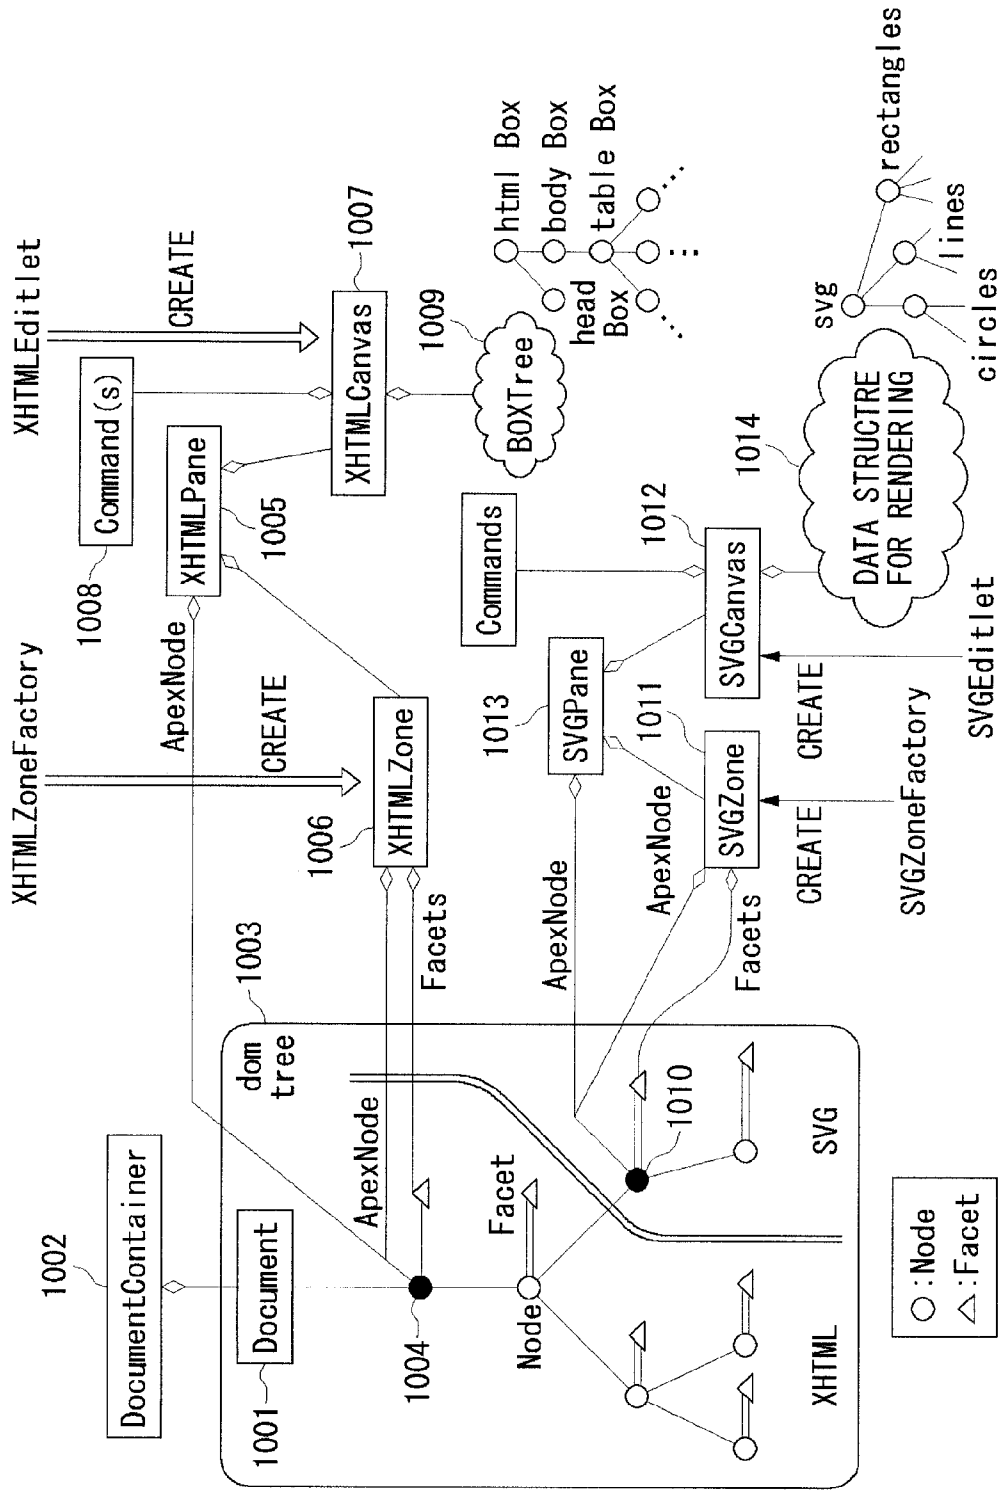 XHTMLZoneFactory
XHTMLEditlet
CREATE
CREATE
DocumentContainer
1002
Document
1001
dom
tree
1003
ApexNode
Command(s)
1008
XHTMLPane
1005
XHTMLZone
1006
XHTMLCanvas
1007
BOXTree
1009
html Box
body Box
head
Box
table Box
ApexNode
Facets
1004
Node
Facet
1010
XHTML
SVG
ApexNode
ApexNode
Facets
SVGPane
1013
Commands
SVGZone
1011
SVGCanvas
1012
DATA STRUCTRE
FOR RENDERING
1014
svg
rectangles
lines
circles
CREATE
CREATE
SVGZoneFactory
SVGEditlet
:Node
:Facet